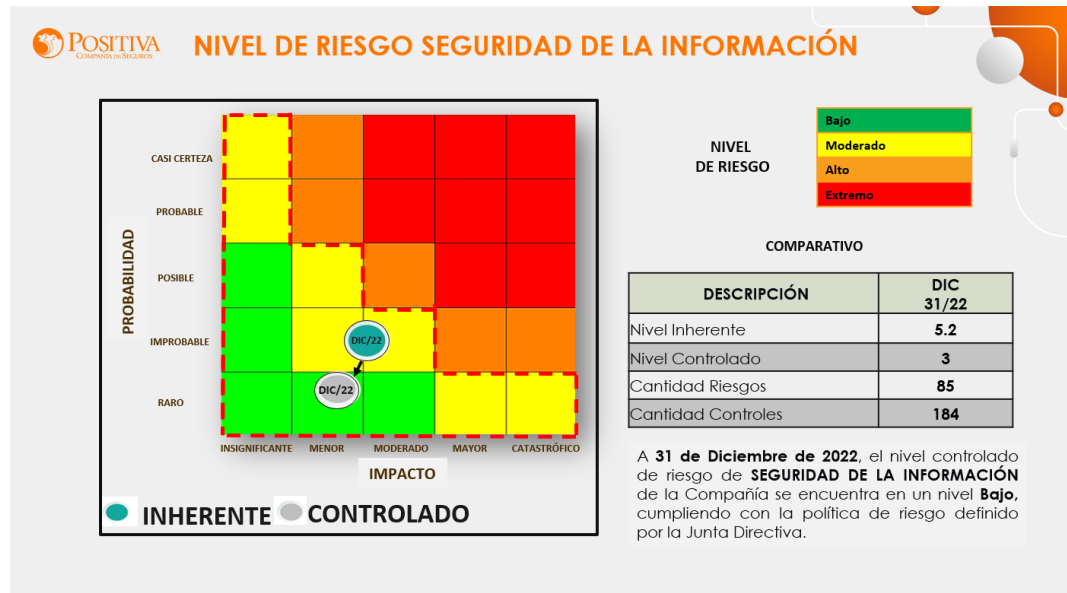 POSITIVA
COMPAÑIA DE SEGUROS
NIVEL DE RIESGO SEGURIDAD DE LA INFORMACIÓN
PROBABILIDAD
CASI CERTEZA
PROBABLE
POSIBLE
IMPROBABLE
RARO
DIC/22
DIC/22
INSIGNIFICANTE MENOR MODERADO MAYOR CATASTRÓFICO
IMPACTO
INHERENTE CONTROLADO
NIVEL
DE RIESGO
Bajo
Moderado
Alto
Extremo
COMPARATIVO
DESCRIPCIÓN DIC
31/22
Nivel Inherente 5.2
Nivel Controlado 3
Cantidad Riesgos 85
Cantidad Controles 184
A 31 de Diciembre de 2022, el nivel controlado
de riesgo de SEGURIDAD DE LA INFORMACIÓN
de la Compañía se encuentra en un nivel Bajo,
cumpliendo con la política de riesgo definido
por la Junta Directiva.